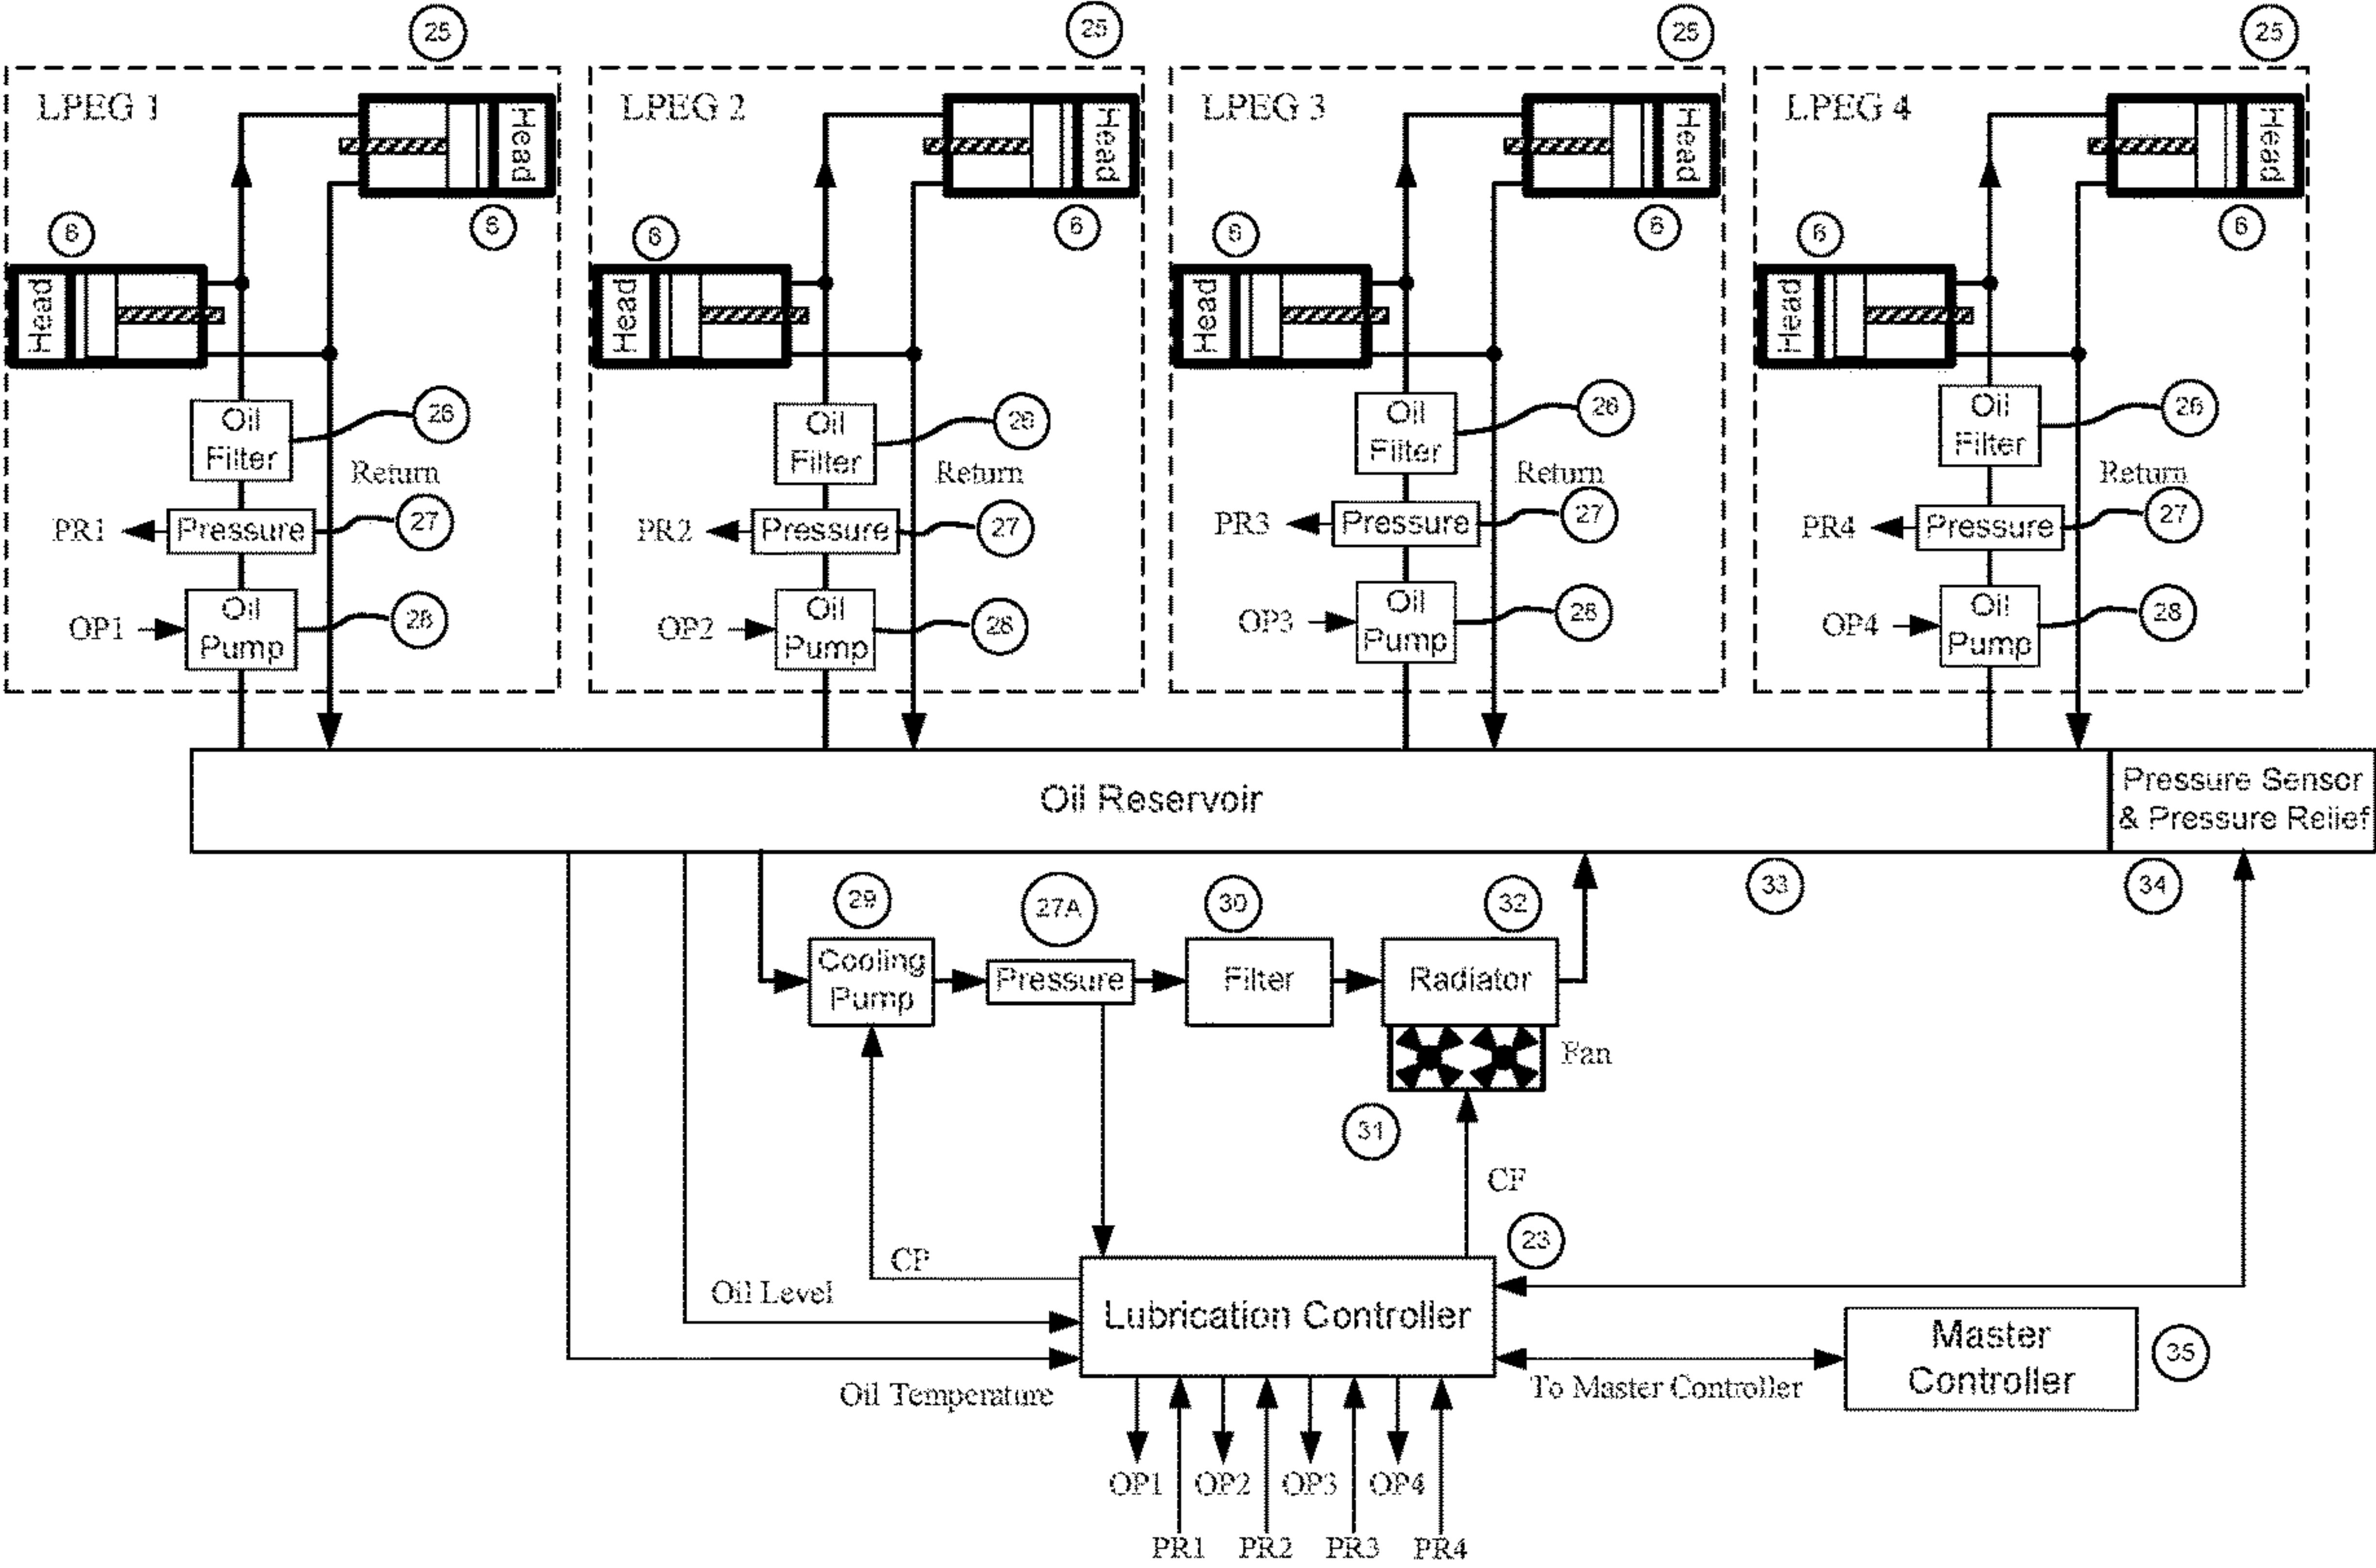 25
25
25
25
LPEG 1
Head
LPEG 2
Head
LPEG 3
Head
LPEG 4
Head
6
6
6
6
6
6
6
6
Head
Head
Head
Head
Oil
Filter
26
Oil
Filter
26
Oil
Filter
26
Oil
Filter
26
Return
Return
Return
Return
PR1
Pressure
27
PR2
Pressure
27
PR3
Pressure
27
PR4
Pressure
27
OP1
Oil
Pump
28
OP2
Oil
Pump
28
OP3
Oil
Pump
28
OP4
Oil
Pump
28
Oil Reservoir
Pressure Sensor
& Pressure Relief
29
27A
30
32
33
34
Cooling
Pump
Pressure
Filter
Radiator
Fan
31
CF
23
CP
Oil Level
Lubrication Controller
Master
Controller
35
Oil Temperature
To Master Controller
OP1
OP2
OP3
OP4
PR1
PR2
PR3
PR4